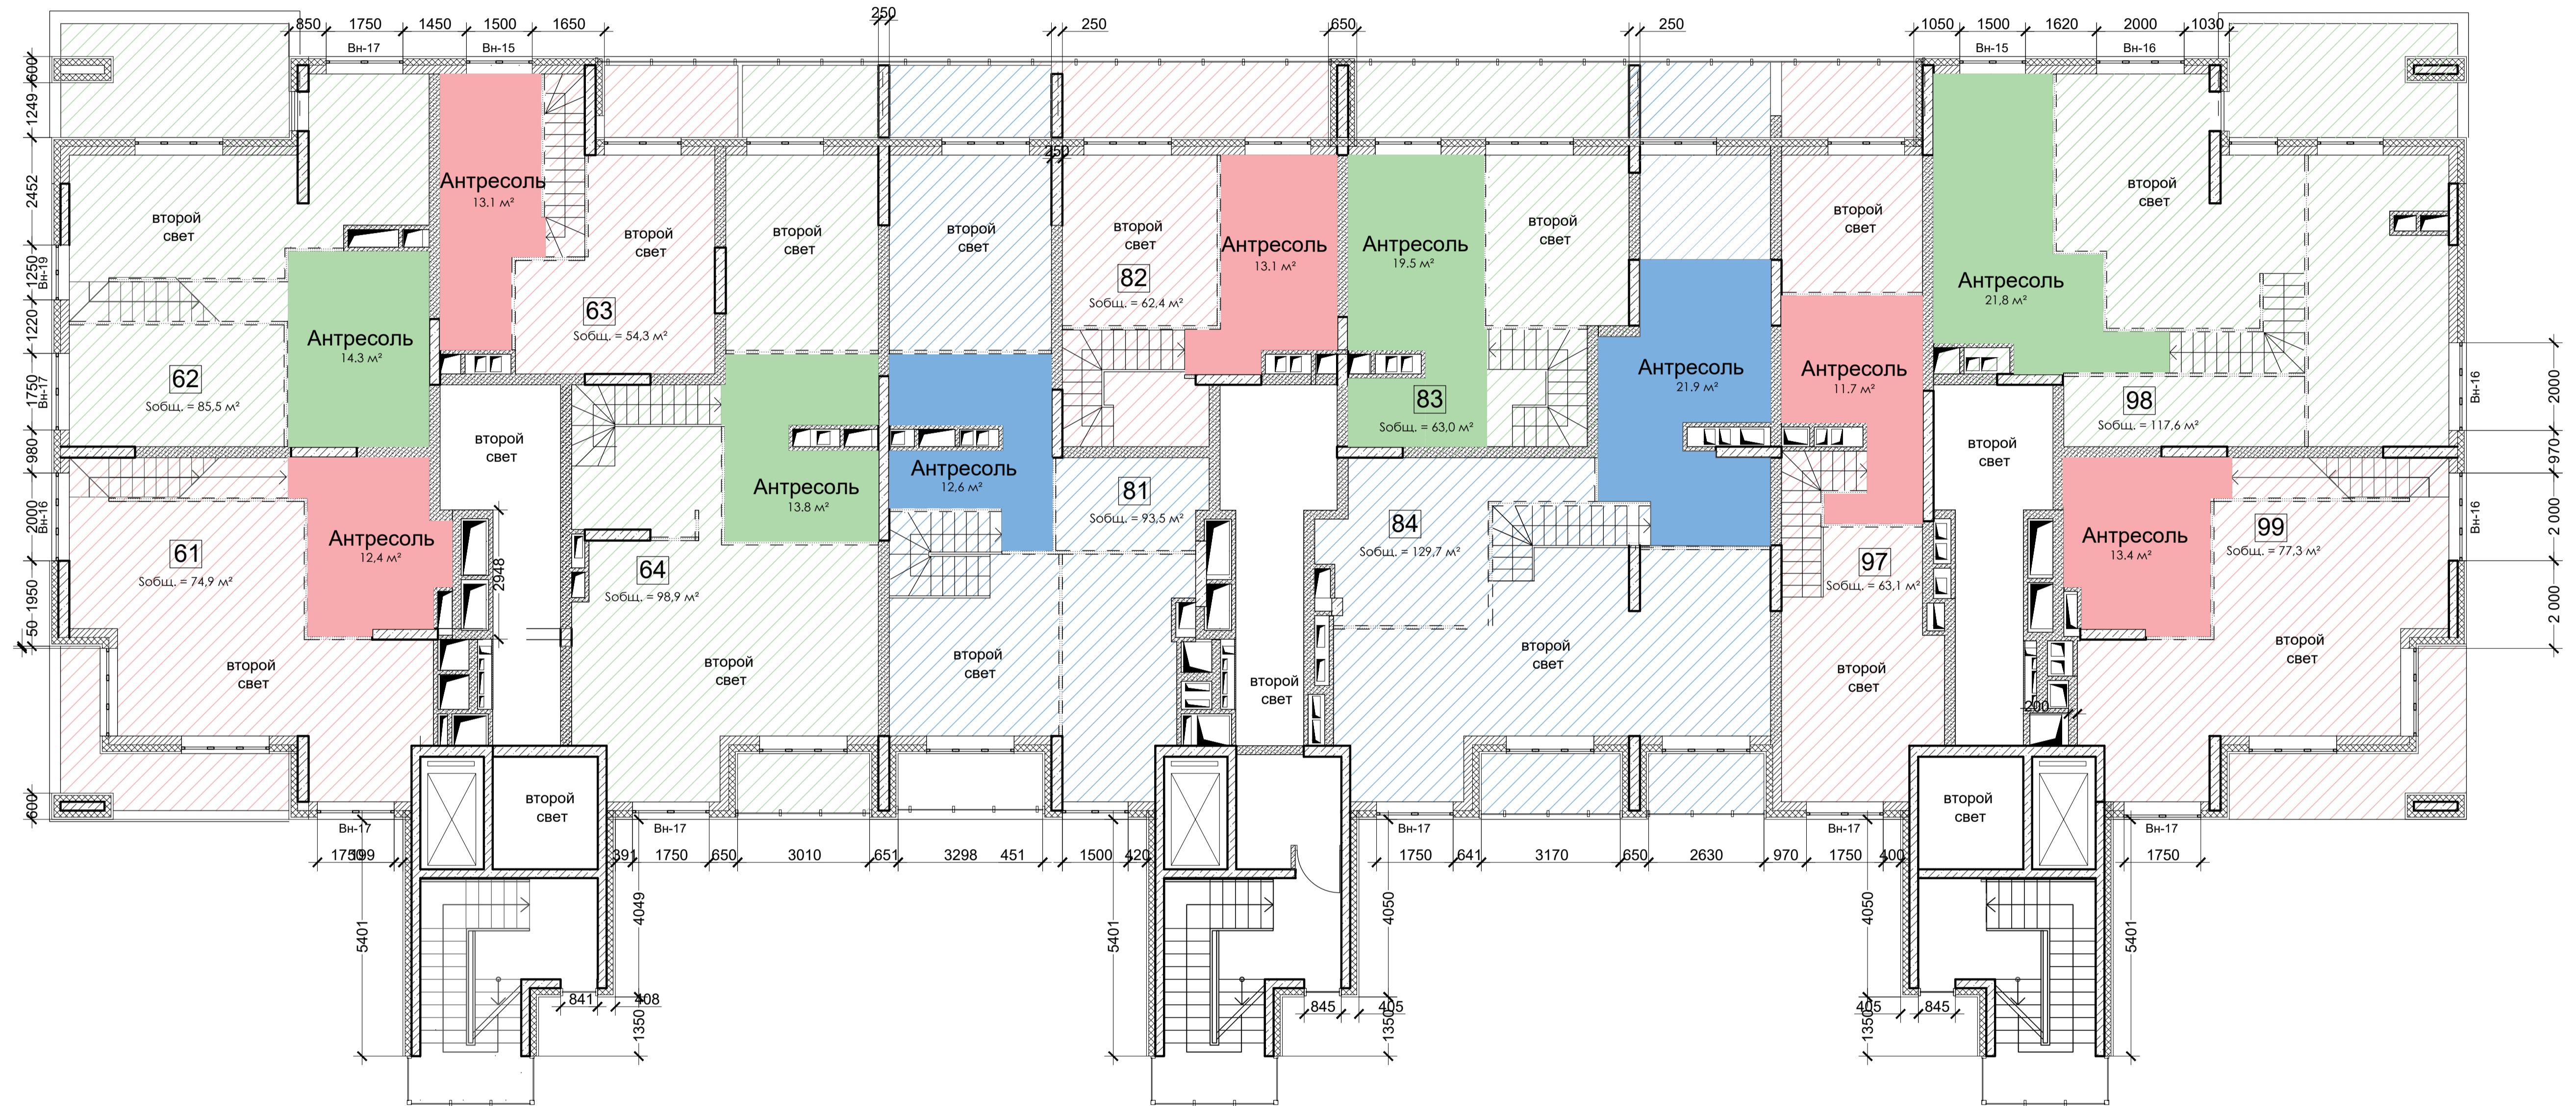 850 1750 1450 1500 1650 250 250 650 250 1050 1500 1620 2000 1030
Вн-17 Вн-15 Вн-15 Вн-16
600
1249
2452
1250
Вн-19
1220
1750
Вн-17
980
2000
Вн-16
1950
50
600
250
второй
свет
Антресоль
14.3 м²
62
Sобщ. = 85,5 м²
Антресоль
13.1 м²
второй
свет
63
Sобщ. = 54,3 м²
второй
свет
второй
свет
второй
свет
82
Sобщ. = 62,4 м²
Антресоль
13.1 м²
Антресоль
19.5 м²
второй
свет
83
Sобщ. = 63,0 м²
Антресоль
21.9 м²
второй
свет
Антресоль
11.7 м²
Антресоль
21,8 м²
второй
свет
98
Sобщ. = 117,6 м²
второй
свет
второй
свет
61
Sобщ. = 74,9 м²
Антресоль
12,4 м²
второй
свет
2948
64
Sобщ. = 98,9 м²
Антресоль
13.8 м²
второй
свет
Антресоль
12,6 м²
81
Sобщ. = 93,5 м²
второй
свет
второй
свет
84
Sобщ. = 129,7 м²
второй
свет
97
Sобщ. = 63,1 м²
второй
свет
Антресоль
13.4 м²
99
Sобщ. = 77,3 м²
второй
свет
200
2000
Вн-16
970
2 000
Вн-16
2 000
второй
свет
второй
свет
Вн-17 Вн-17 Вн-17 Вн-17
1750 199 391 1750 650 3010 651 3298 451 1500 420 1750 641 3170 650 2630 970 1750 400 1750
5401 4049 5401 4050 4050 5401
841 408 845 405 405 845
1350 1350 1350